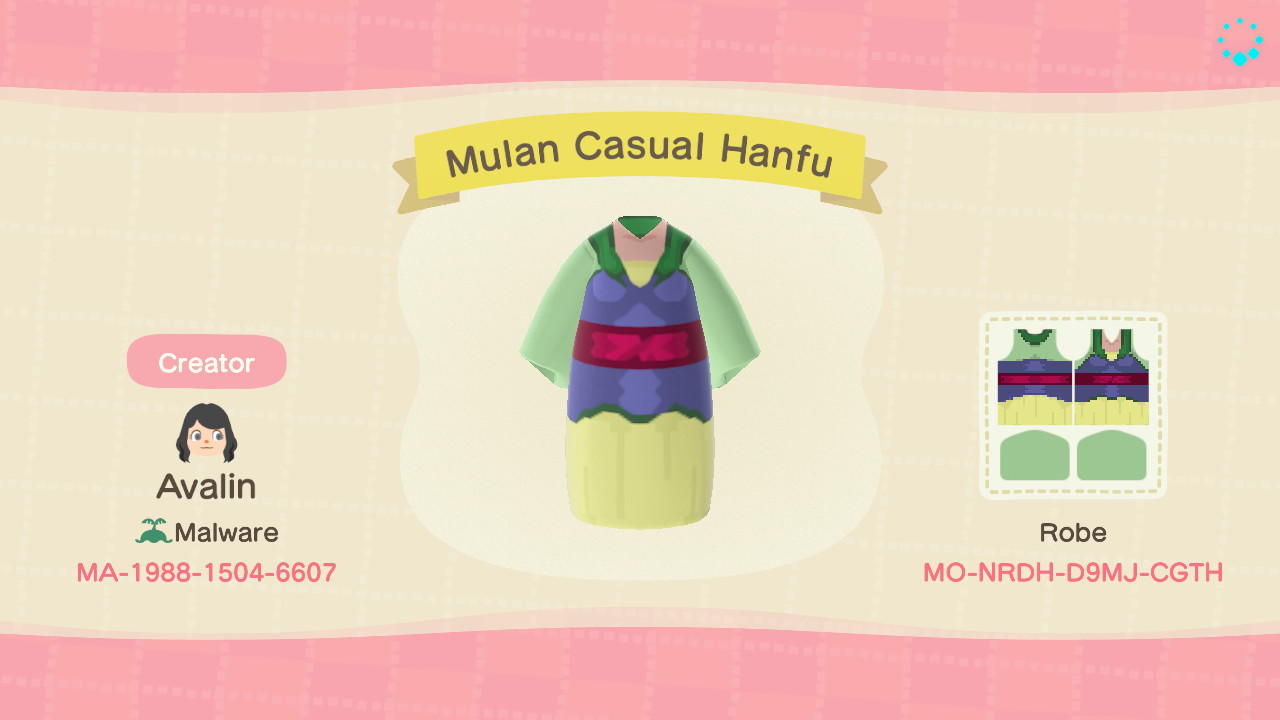 Mulan Casual Hanfu
Creator
Avalin
Malware
MA-1988-1504-6607
Robe
MO-NRDH-D9MJ-CGTH